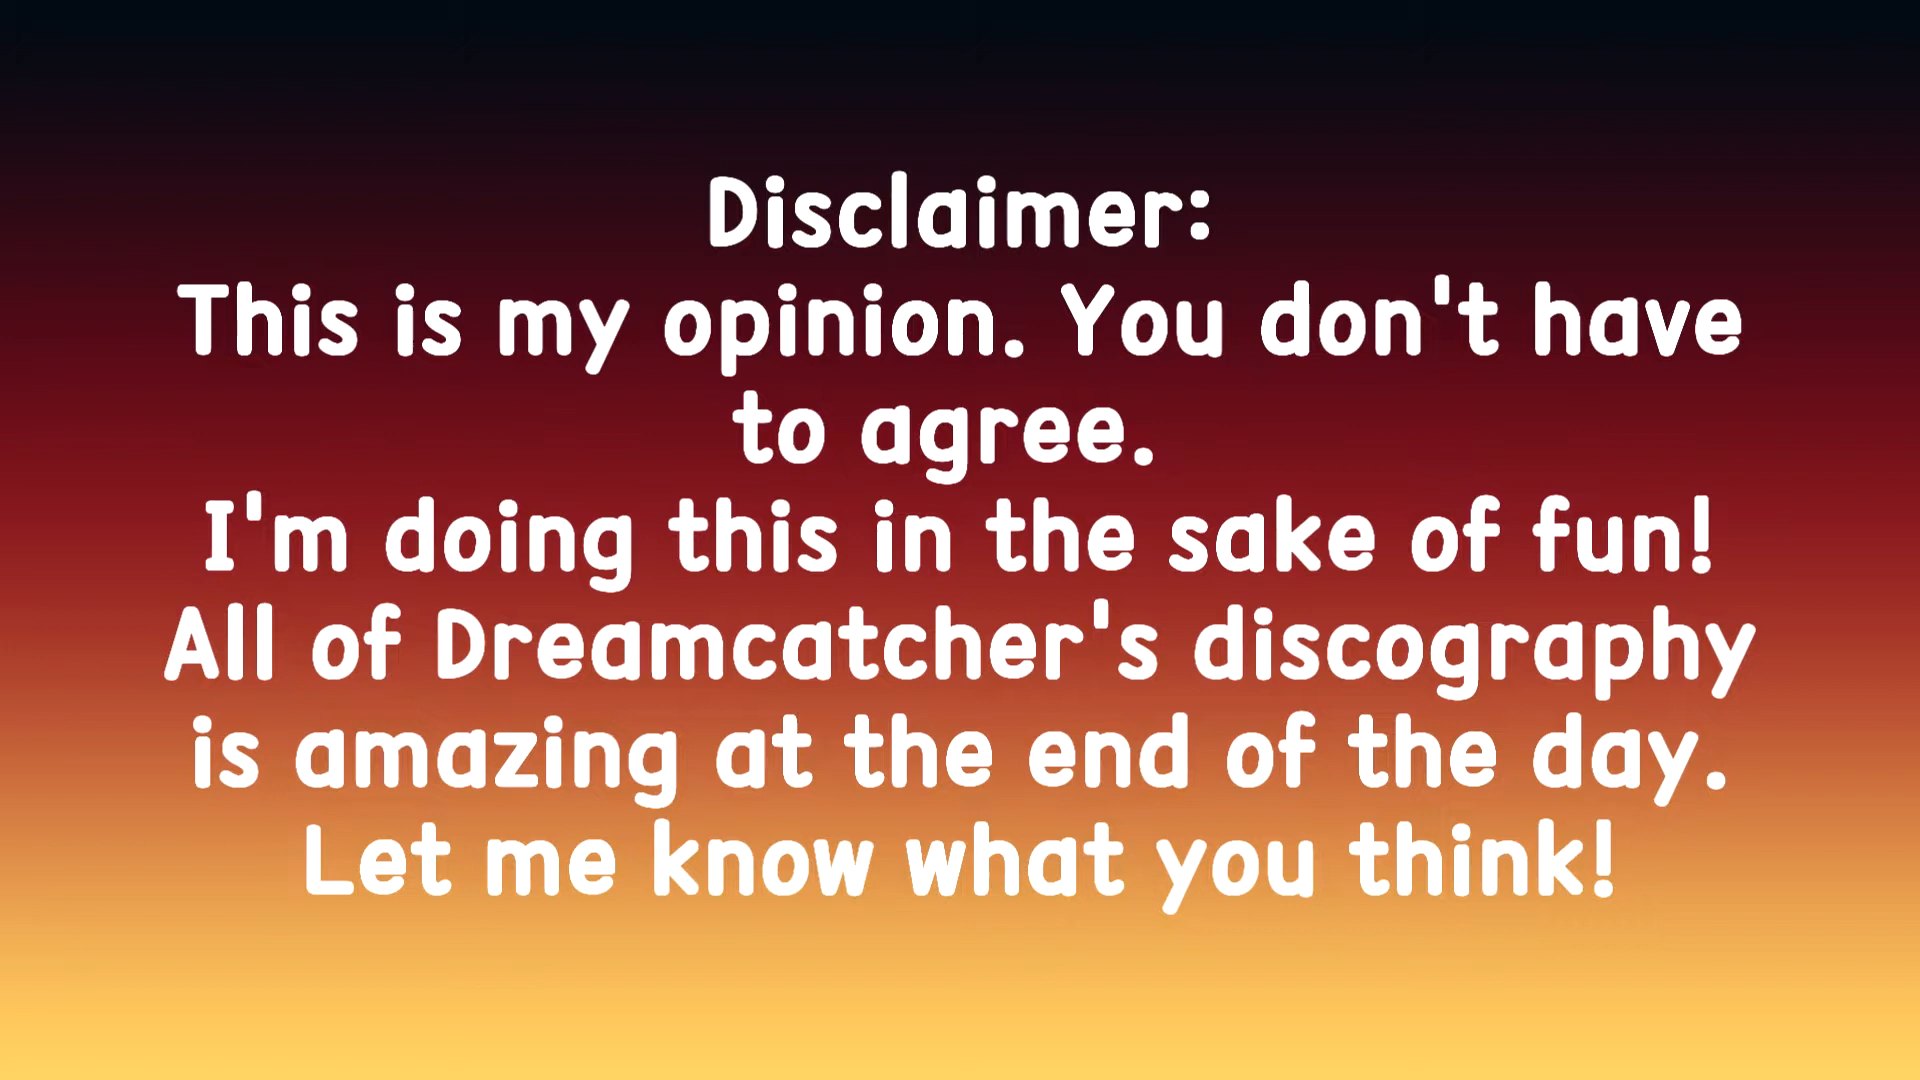 Disclaimer:
This is my opinion. You don't have
to agree.
I'm doing this in the sake of fun!
All of Dreamcatcher's discography
is amazing at the end of the day.
Let me know what you think!